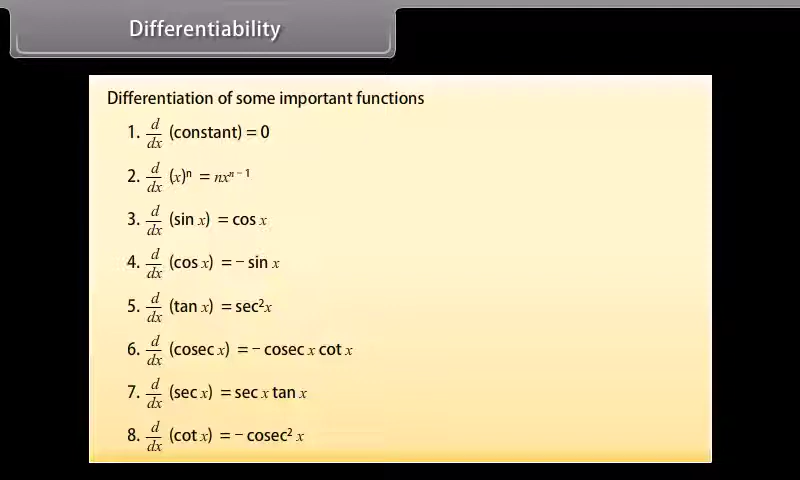 Differentiability
Differentiation of some important functions
1. d/dx (constant) = 0
2. d/dx (x)ⁿ = nxⁿ⁻¹
3. d/dx (sin x) = cos x
4. d/dx (cos x) = − sin x
5. d/dx (tan x) = sec²x
6. d/dx (cosec x) = − cosec x cot x
7. d/dx (sec x) = sec x tan x
8. d/dx (cot x) = − cosec² x